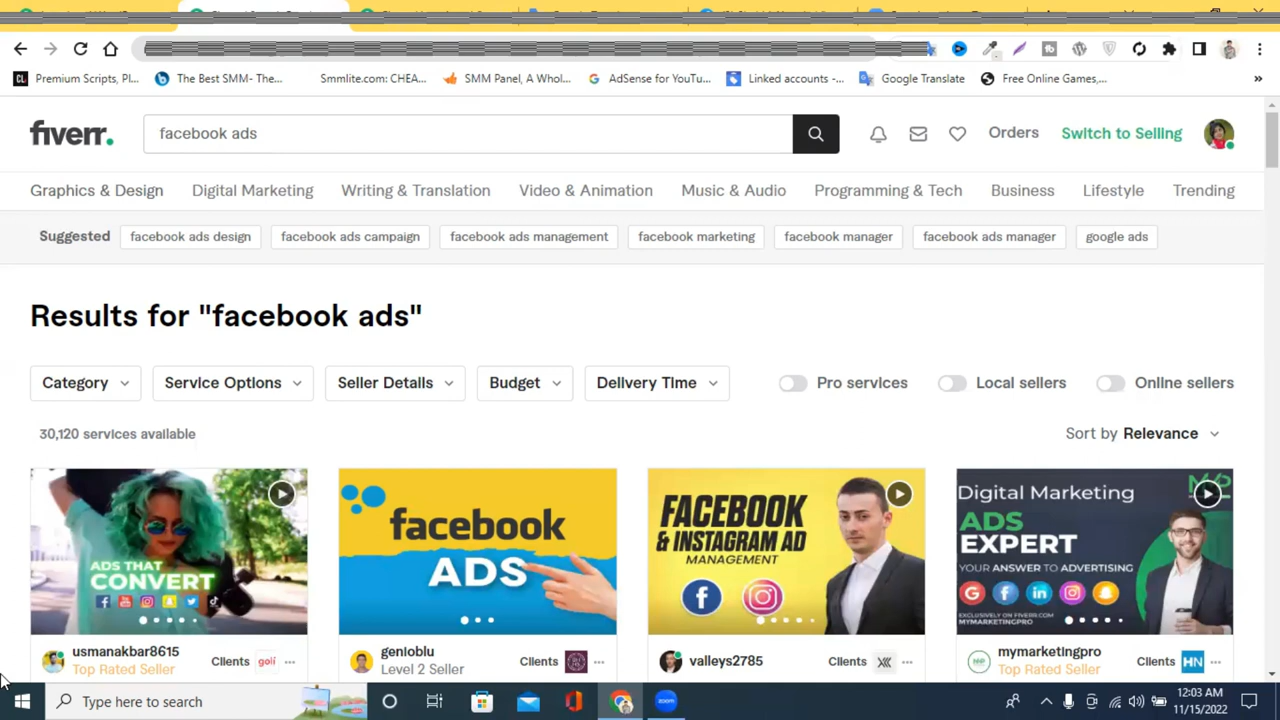 Premium Scripts, Pl...
The Best SMM- The...
Smmlite.com: CHEA...
SMM Panel, A Whol...
AdSense for YouTu...
Linked accounts -...
Google Translate
Free Online Games,...
fiverr.
facebook ads
Orders
Switch to Selling
Graphics & Design
Digital Marketing
Writing & Translation
Video & Animation
Music & Audio
Programming & Tech
Business
Lifestyle
Trending
Suggested
facebook ads design
facebook ads campaign
facebook ads management
facebook marketing
facebook manager
facebook ads manager
google ads
Results for "facebook ads"
Category
Service Options
Seller Details
Budget
Delivery Time
Pro services
Local sellers
Online sellers
30,120 services available
Sort by Relevance
ADS THAT
CONVERT
facebook
ADS
FACEBOOK
& INSTAGRAM AD
MANAGEMENT
Digital Marketing
ADS
EXPERT
YOUR ANSWER TO ADVERTISING
EXCLUSIVELY ON FIVERR.COM
MYMARKETINGPRO
usmanakbar8615
Top Rated Seller
Clients
golf
genioblu
Level 2 Seller
Clients
valleys2785
Clients
mymarketingpro
Top Rated Seller
Clients
HN
Type here to search
zoom
12:03 AM
11/15/2022